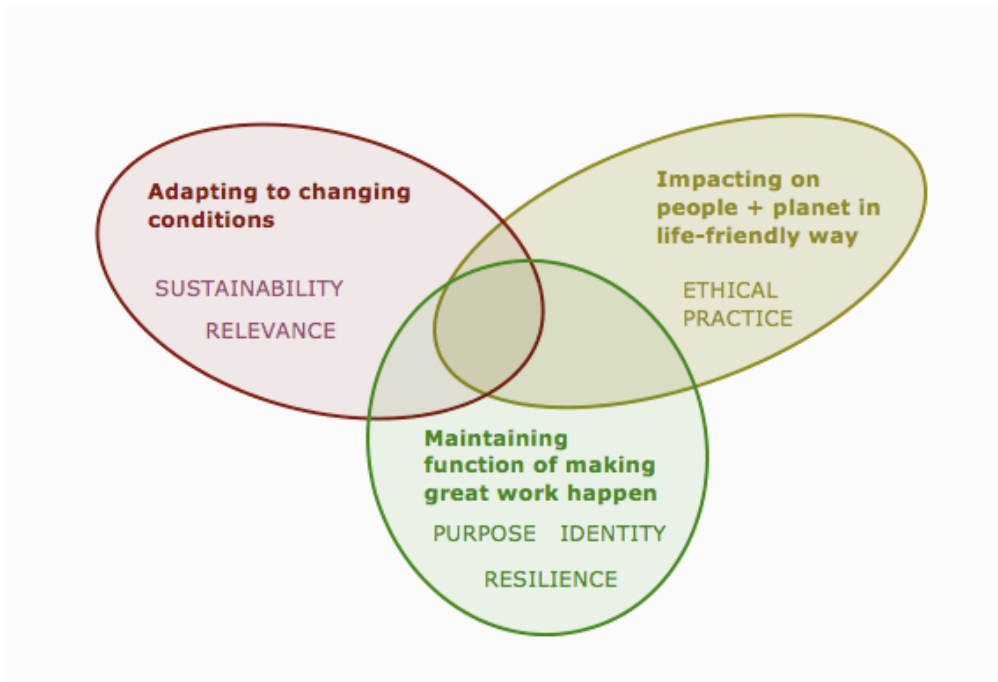 Adapting to changing
conditions
SUSTAINABILITY
RELEVANCE
Impacting on
people + planet in
life-friendly way
ETHICAL
PRACTICE
Maintaining
function of making
great work happen
PURPOSE IDENTITY
RESILIENCE